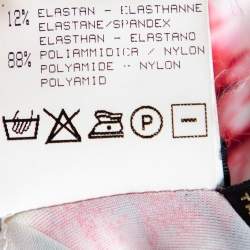 12% ELASTAN - ELASTHANNE
ELASTANE/SPANDEX
ELASTHAN - ELASTANO
88% POLIAMMIDICA / NYLON
POLYAMIDE - NYLON
POLYAMID
P